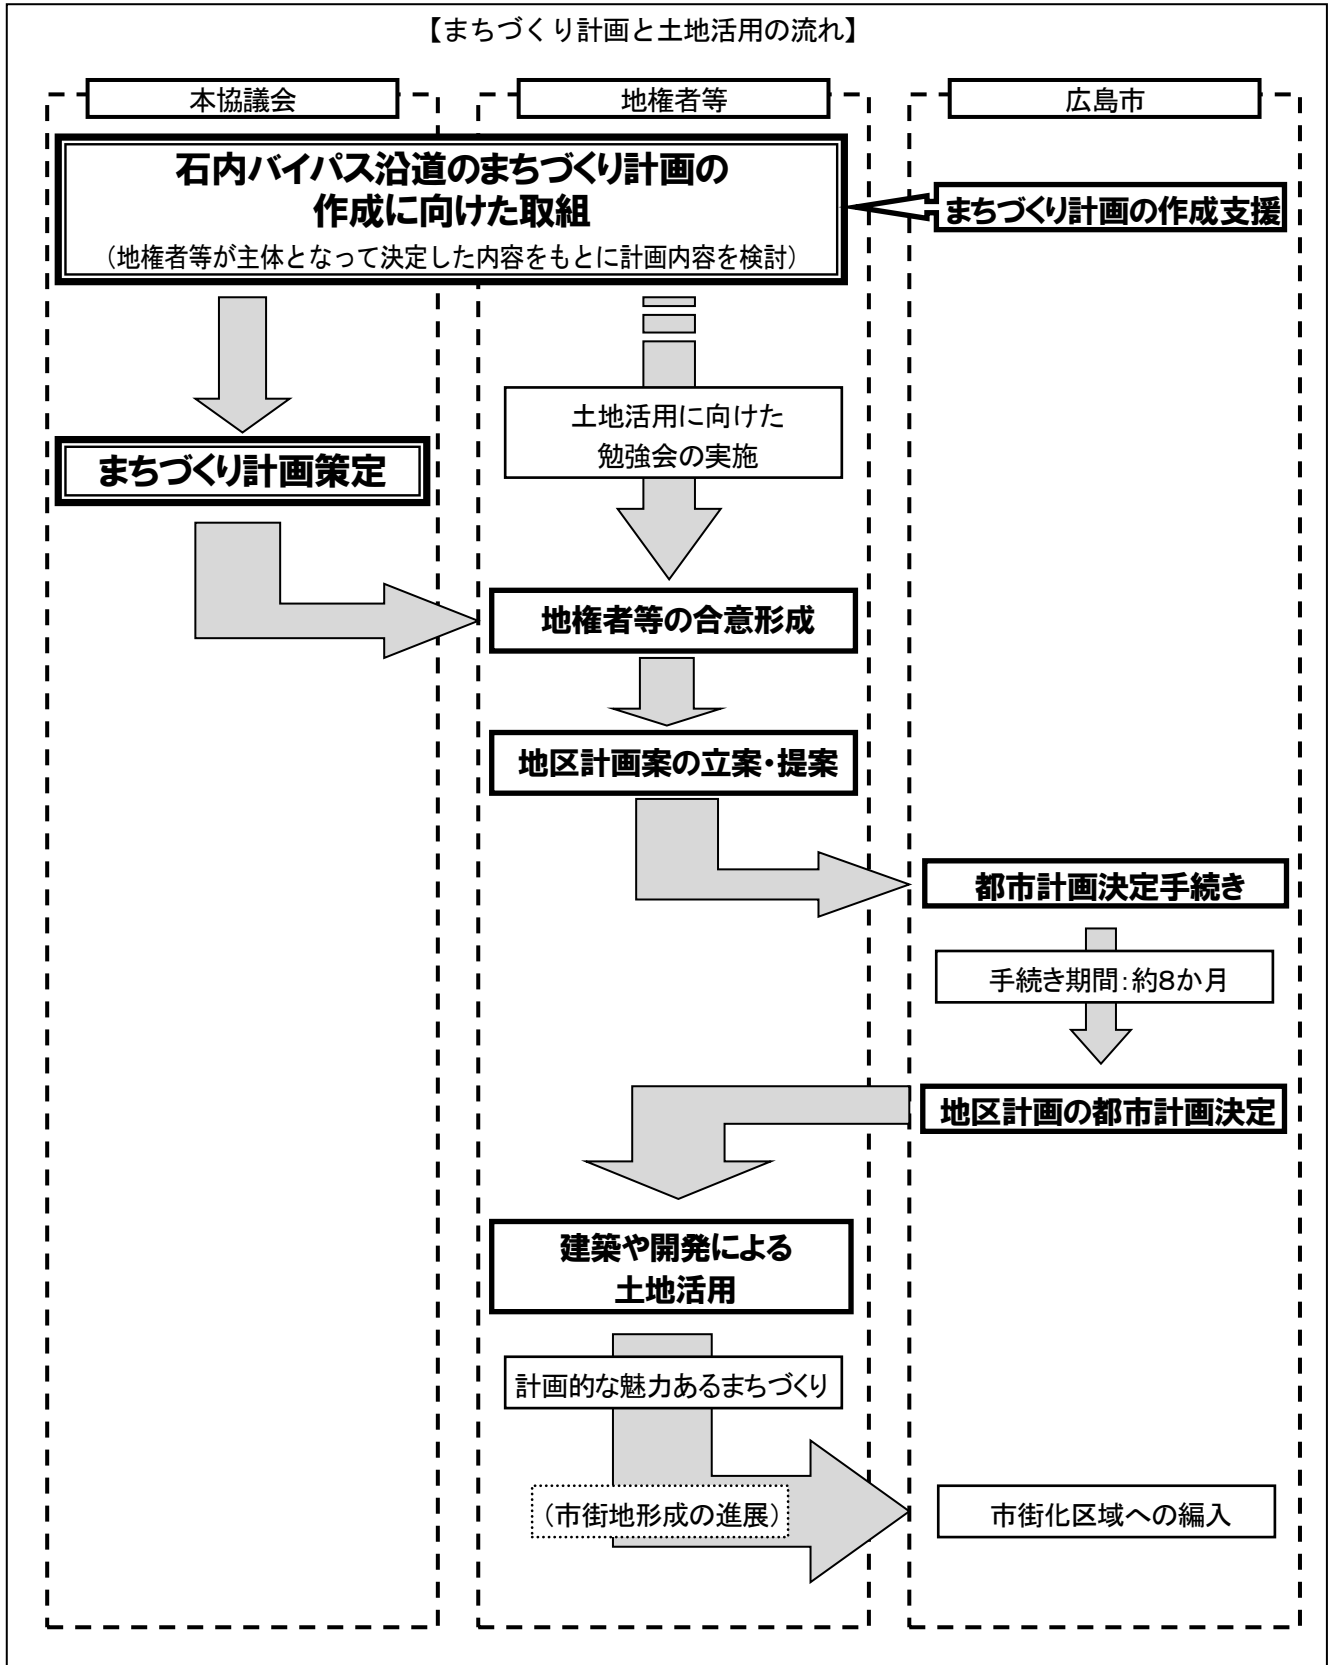 【まちづくり計画と土地活用の流れ】
本協議会
地権者等
広島市
石内バイパス沿道のまちづくり計画の
作成に向けた取組
（地権者等が主体となって決定した内容をもとに計画内容を検討）
まちづくり計画の作成支援
土地活用に向けた
勉強会の実施
まちづくり計画策定
地権者等の合意形成
地区計画案の立案・提案
都市計画決定手続き
手続き期間：約８か月
地区計画の都市計画決定
建築や開発による
土地活用
計画的な魅力あるまちづくり
（市街地形成の進展）
市街化区域への編入